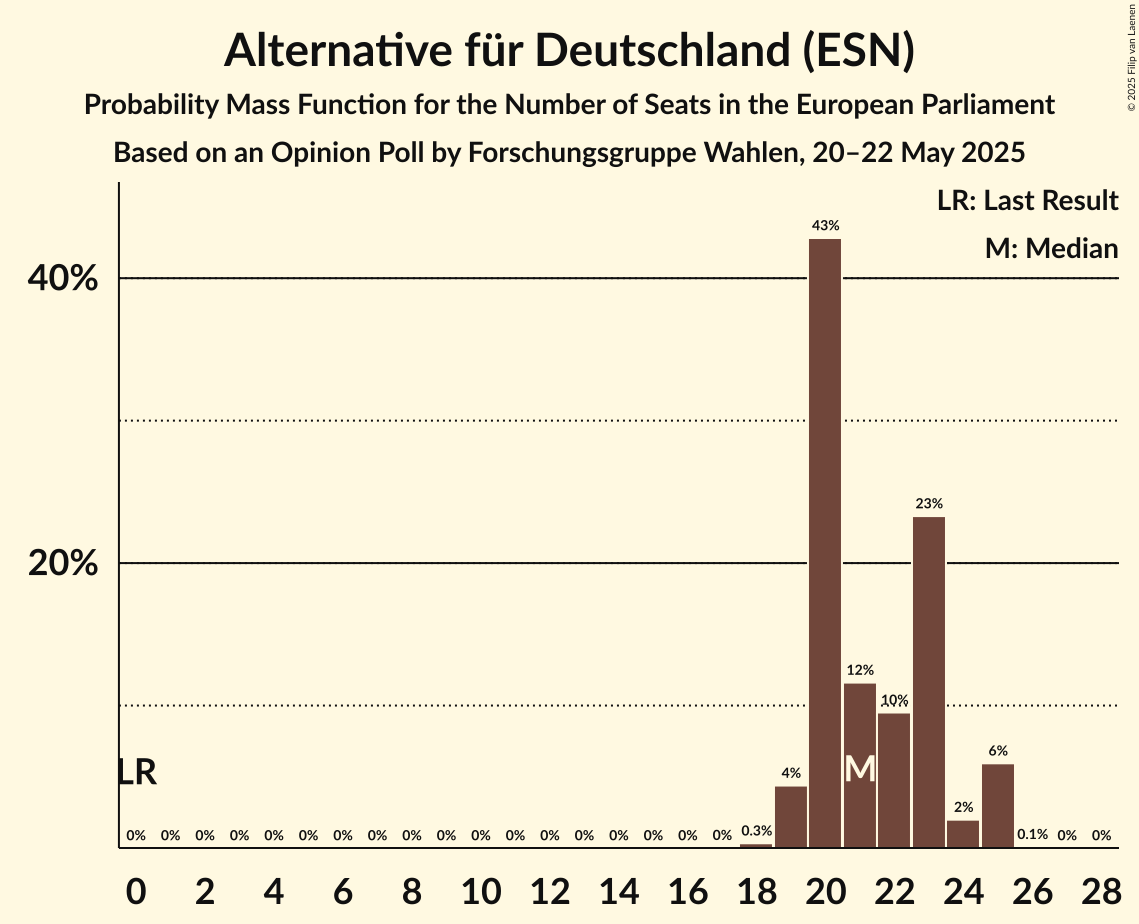 Alternative für Deutschland (ESN)
Probability Mass Function for the Number of Seats in the European Parliament
Based on an Opinion Poll by Forschungsgruppe Wahlen, 20–22 May 2025
© 2025 Filip van Laenen
LR: Last Result
M: Median
43%
40%
23%
20%
12%
10%
6%
LR
M
4%
2%
0% 0% 0% 0% 0% 0% 0% 0% 0% 0% 0% 0% 0% 0% 0% 0% 0% 0% 0.3% 0.1% 0% 0%
0 2 4 6 8 10 12 14 16 18 20 22 24 26 28